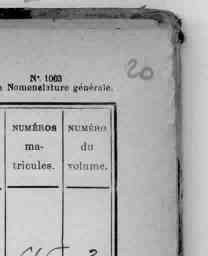 20
N° 1063
Nomenclature générale.
NUMÉROS
ma-
tricules.
NUMÉRO
du
volume.